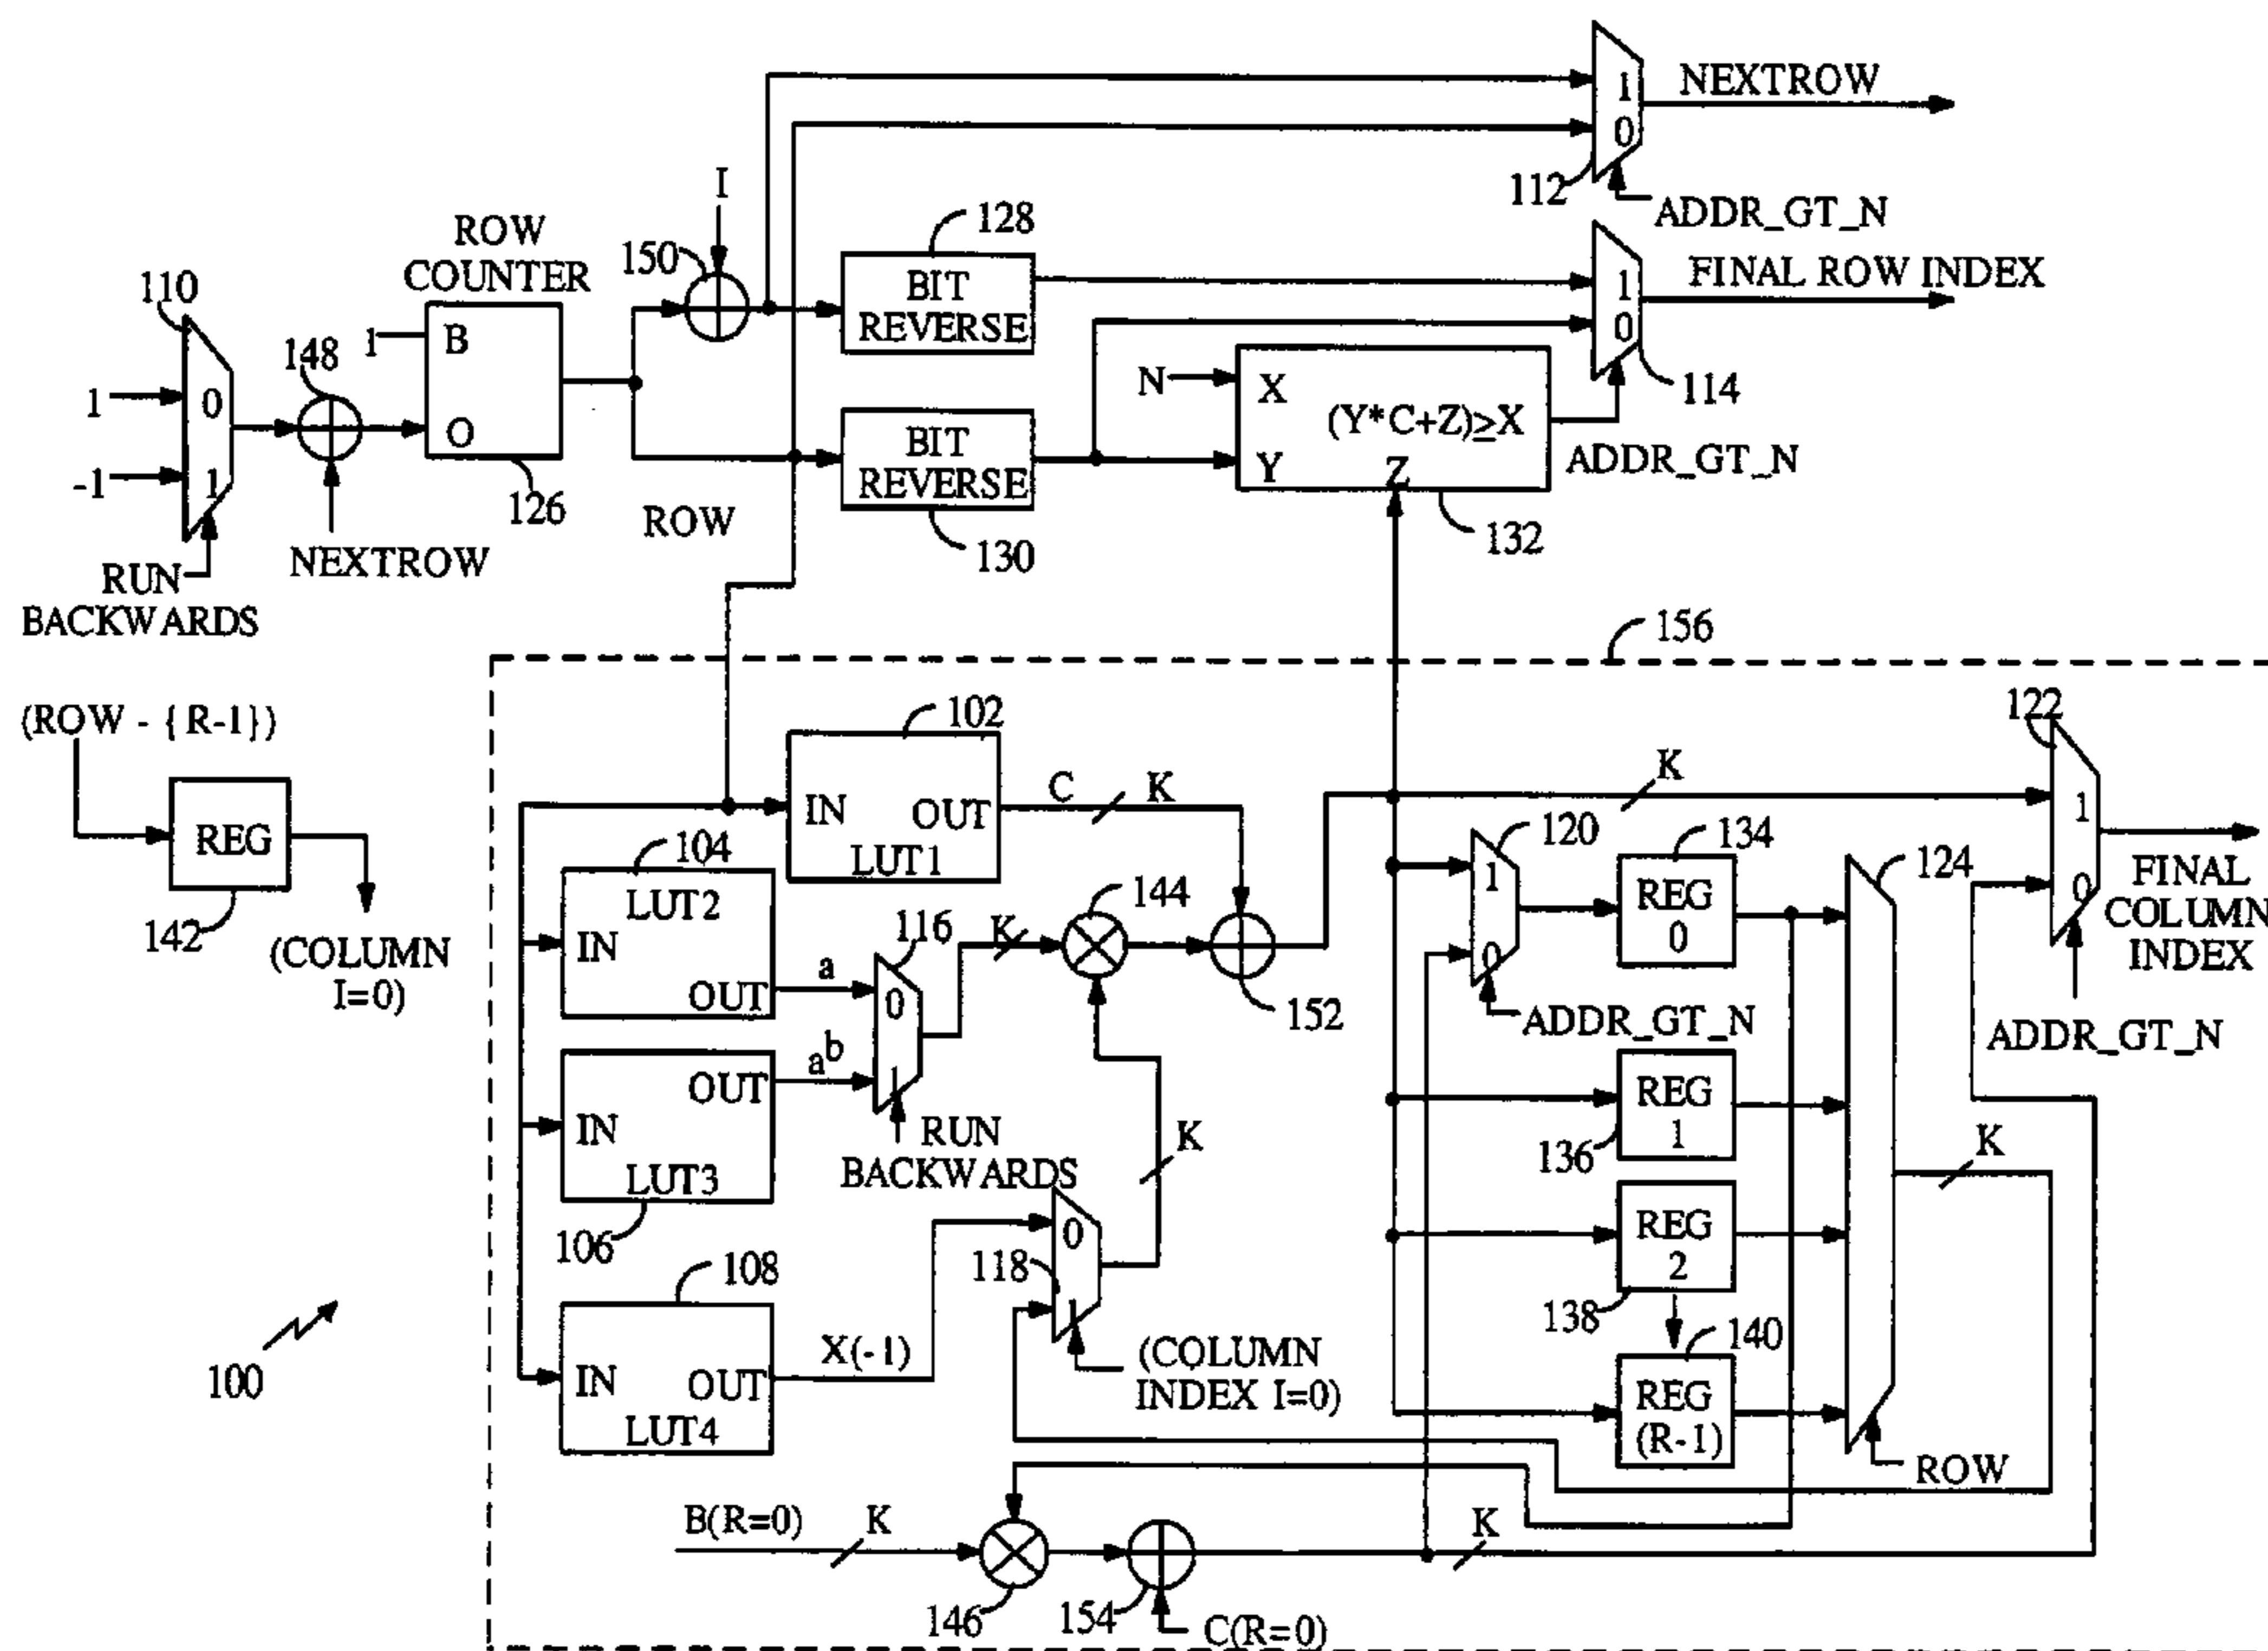 NEXTROW
1
0
112
ADDR_GT_N
I
ROW
COUNTER
150
128
BIT
REVERSE
FINAL ROW INDEX
1
0
114
110
1
-1
0
1
RUN
BACKWARDS
148
NEXTROW
1
B
O
126
ROW
BIT
REVERSE
130
N
X
Y
(Y*C+Z)≥X
Z
132
ADDR_GT_N
156
(ROW - {R-1})
REG
142
(COLUMN
I=0)
102
IN
OUT
LUT1
C
K
104
LUT2
IN
OUT
a
116
0
1
K
144
152
106
OUT
IN
LUT3
a^b
RUN
BACKWARDS
K
108
IN
OUT
LUT4
X(-1)
118
0
1
(COLUMN
INDEX I=0)
120
1
0
ADDR_GT_N
134
REG
0
136
REG
1
138
REG
2
140
REG
(R-1)
124
ROW
K
K
122
1
0
FINAL
COLUMN
INDEX
ADDR_GT_N
B(R=0)
K
146
154
C(R=0)
K
100